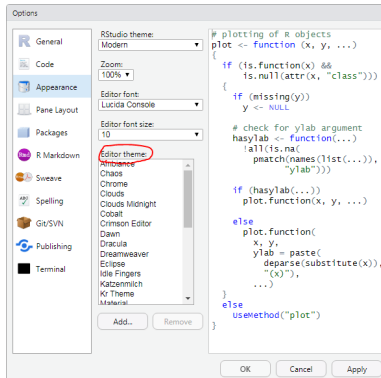 Options
General
Code
Appearance
Pane Layout
Packages
R Markdown
Sweave
Spelling
Git/SVN
Publishing
Terminal
RStudio theme:
Modern
Zoom:
100%
Editor font:
Lucida Console
Editor font size:
10
Editor theme:
Ambiance
Chaos
Chrome
Clouds
Clouds Midnight
Cobalt
Crimson Editor
Dawn
Dracula
Dreamweaver
Eclipse
Idle Fingers
Katzenmilch
Kr Theme
Material
Add...
Remove
# plotting of R objects
plot <- function (x, y, ...)
{
  if (is.function(x) &&
      is.null(attr(x, "class")))
  {
    if (missing(y))
      y <- NULL

    # check for ylab argument
    hasylab <- function(...)
      !all(is.na(
        pmatch(names(list(...)),
              "ylab")))

    if (hasylab(...))
      plot.function(x, y, ...)

    else
      plot.function(
        x, y,
        ylab = paste(
          deparse(substitute(x)),
          "(x)"),
        ...)
  }
  else
    UseMethod("plot")
}
OK
Cancel
Apply